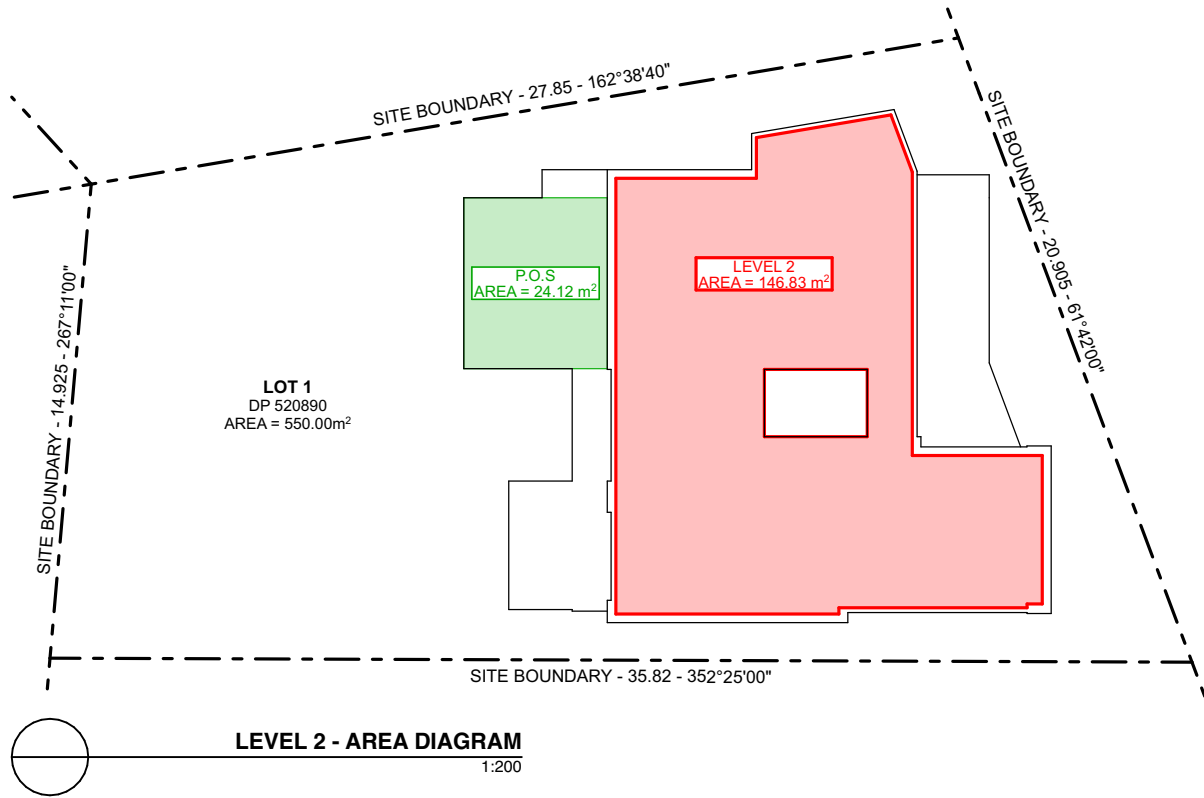 SITE BOUNDARY - 27.85 - 162°38'40"
SITE BOUNDARY - 20.905 - 61°42'00"
SITE BOUNDARY - 14.925 - 267°11'00"
P.O.S
AREA = 24.12 m²
LEVEL 2
AREA = 146.83 m²
LOT 1
DP 520890
AREA = 550.00m²
SITE BOUNDARY - 35.82 - 352°25'00"
LEVEL 2 - AREA DIAGRAM
1:200